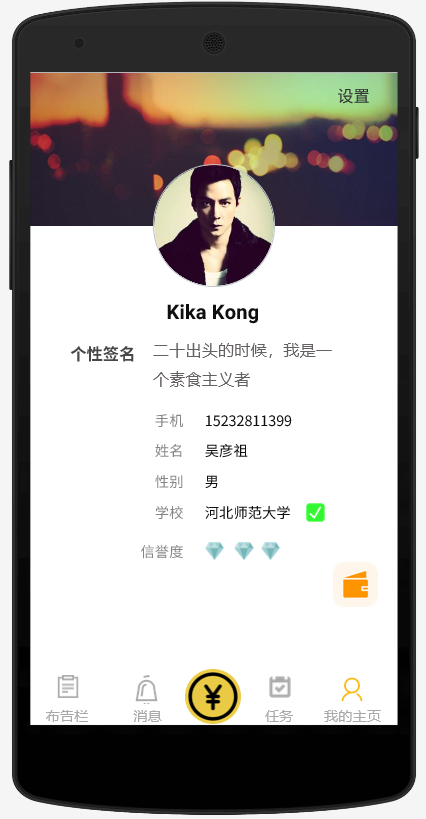 设置
Kika Kong
个性签名
二十出头的时候，我是一
个素食主义者
手机 15232811399
姓名 吴彦祖
性别 男
学校 河北师范大学
信誉度
¥
布告栏 消息 任务 我的主页